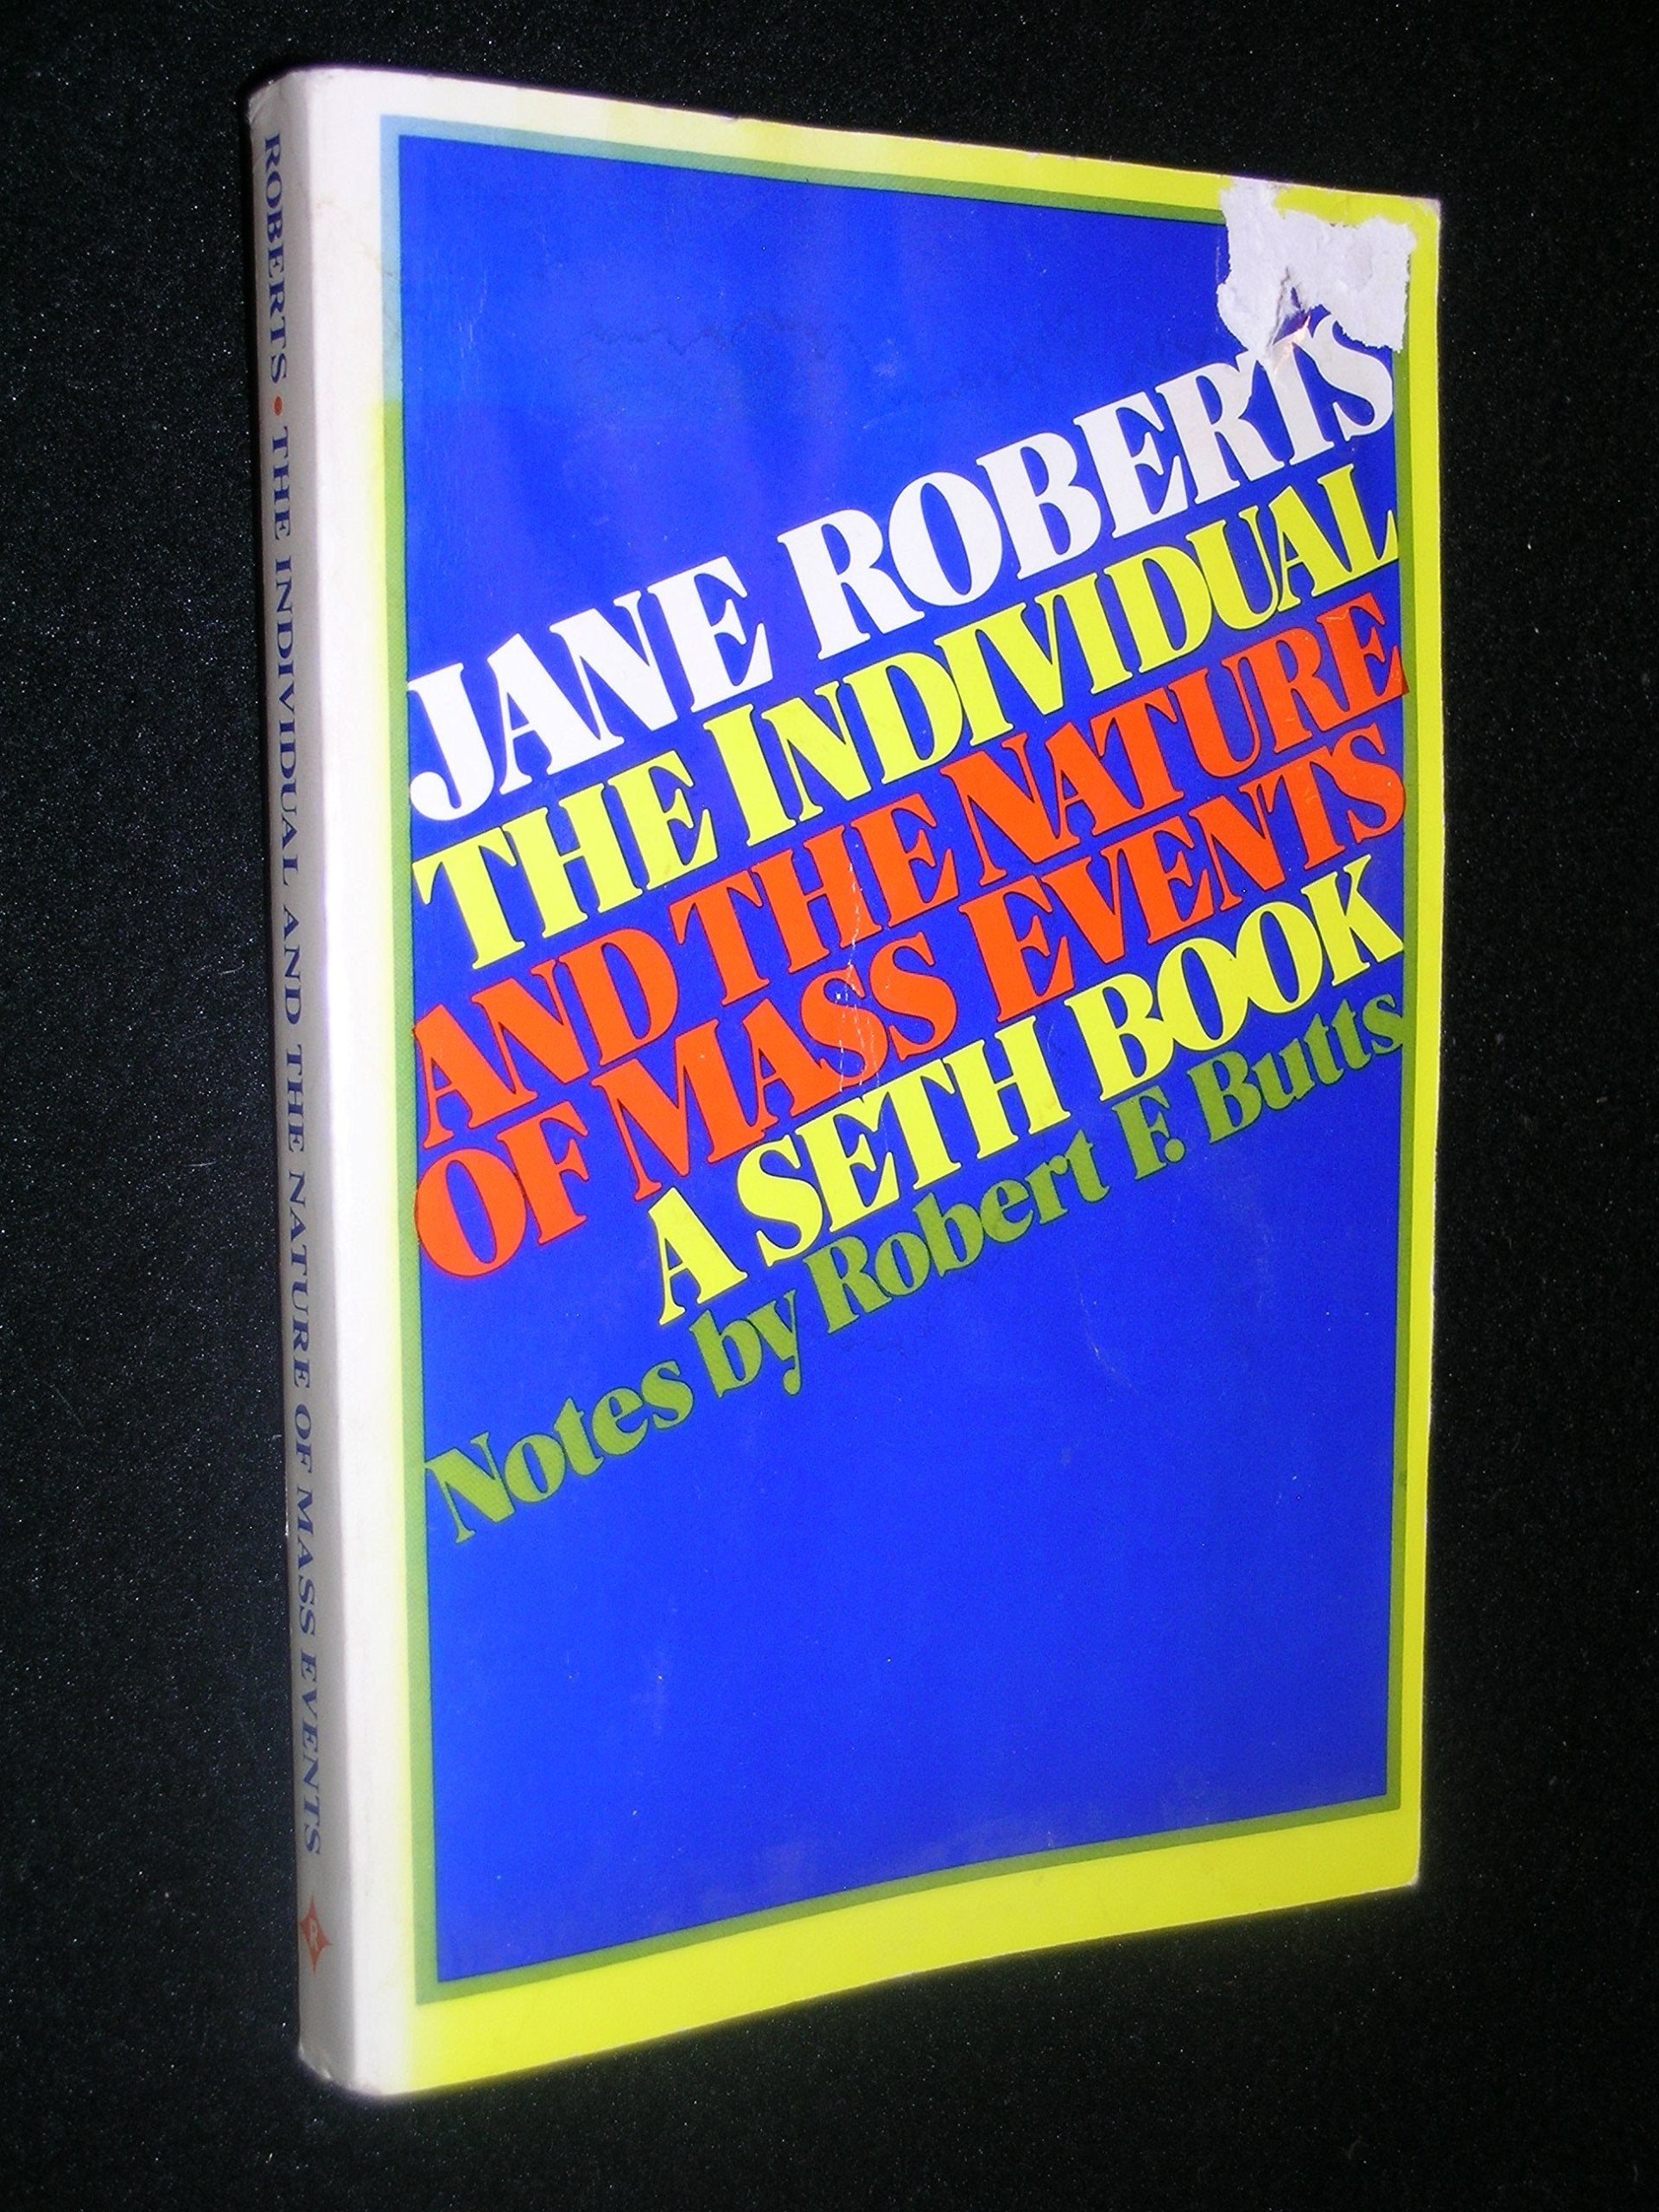 ROBERTS • THE INDIVIDUAL AND THE NATURE OF MASS EVENTS
JANE ROBERTS
THE INDIVIDUAL
AND THE NATURE
OF MASS EVENTS
A SETH BOOK
Notes by Robert F. Butts